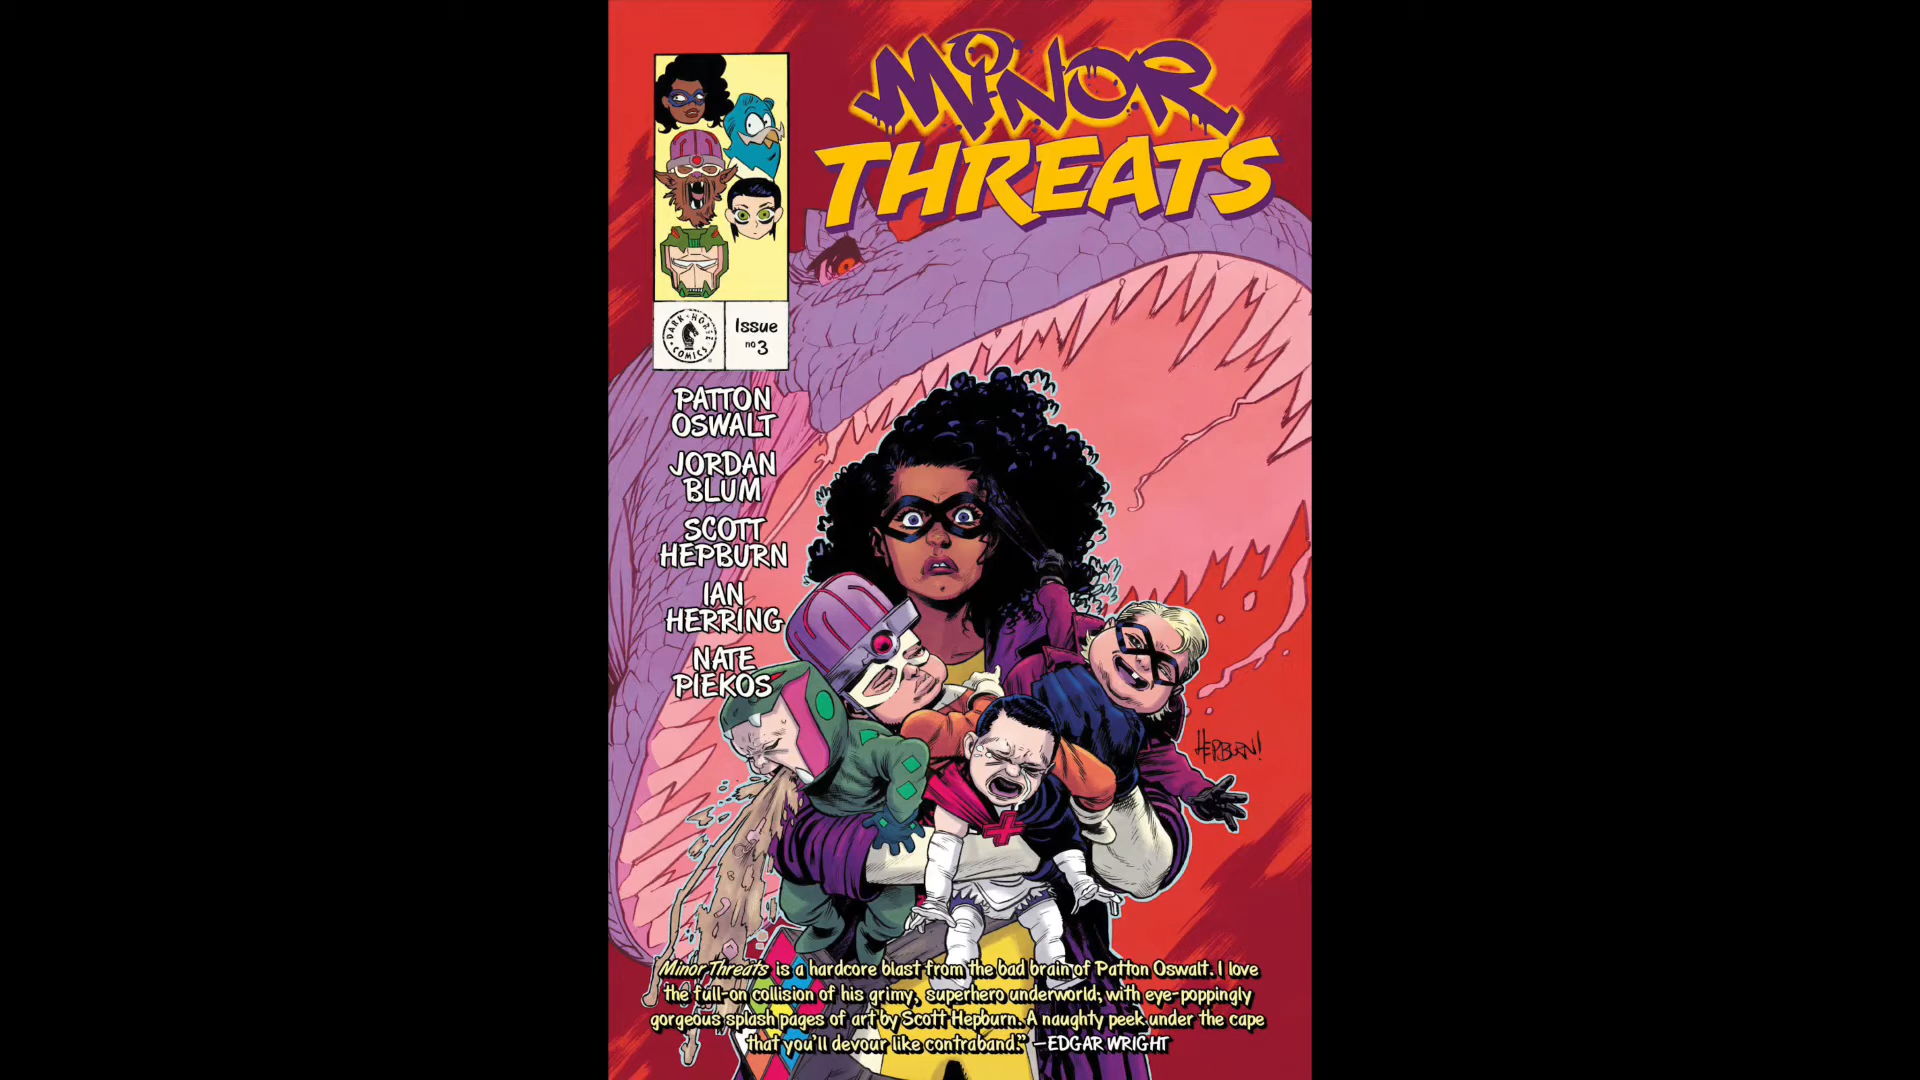 MINOR
THREATS
DARK HORSE
COMICS
Issue
no 3
PATTON
OSWALT
JORDAN
BLUM
SCOTT
HEPBURN
IAN
HERRING
NATE
PIEKOS
HEPBURN!
Minor Threats is a hardcore blast from the bad brain of Patton Oswalt. I love
the full-on collision of his grimy, superhero underworld; with eye-poppingly
gorgeous splash pages of art by Scott Hepburn. A naughty peek under the cape
that you'll devour like contraband.” —EDGAR WRIGHT